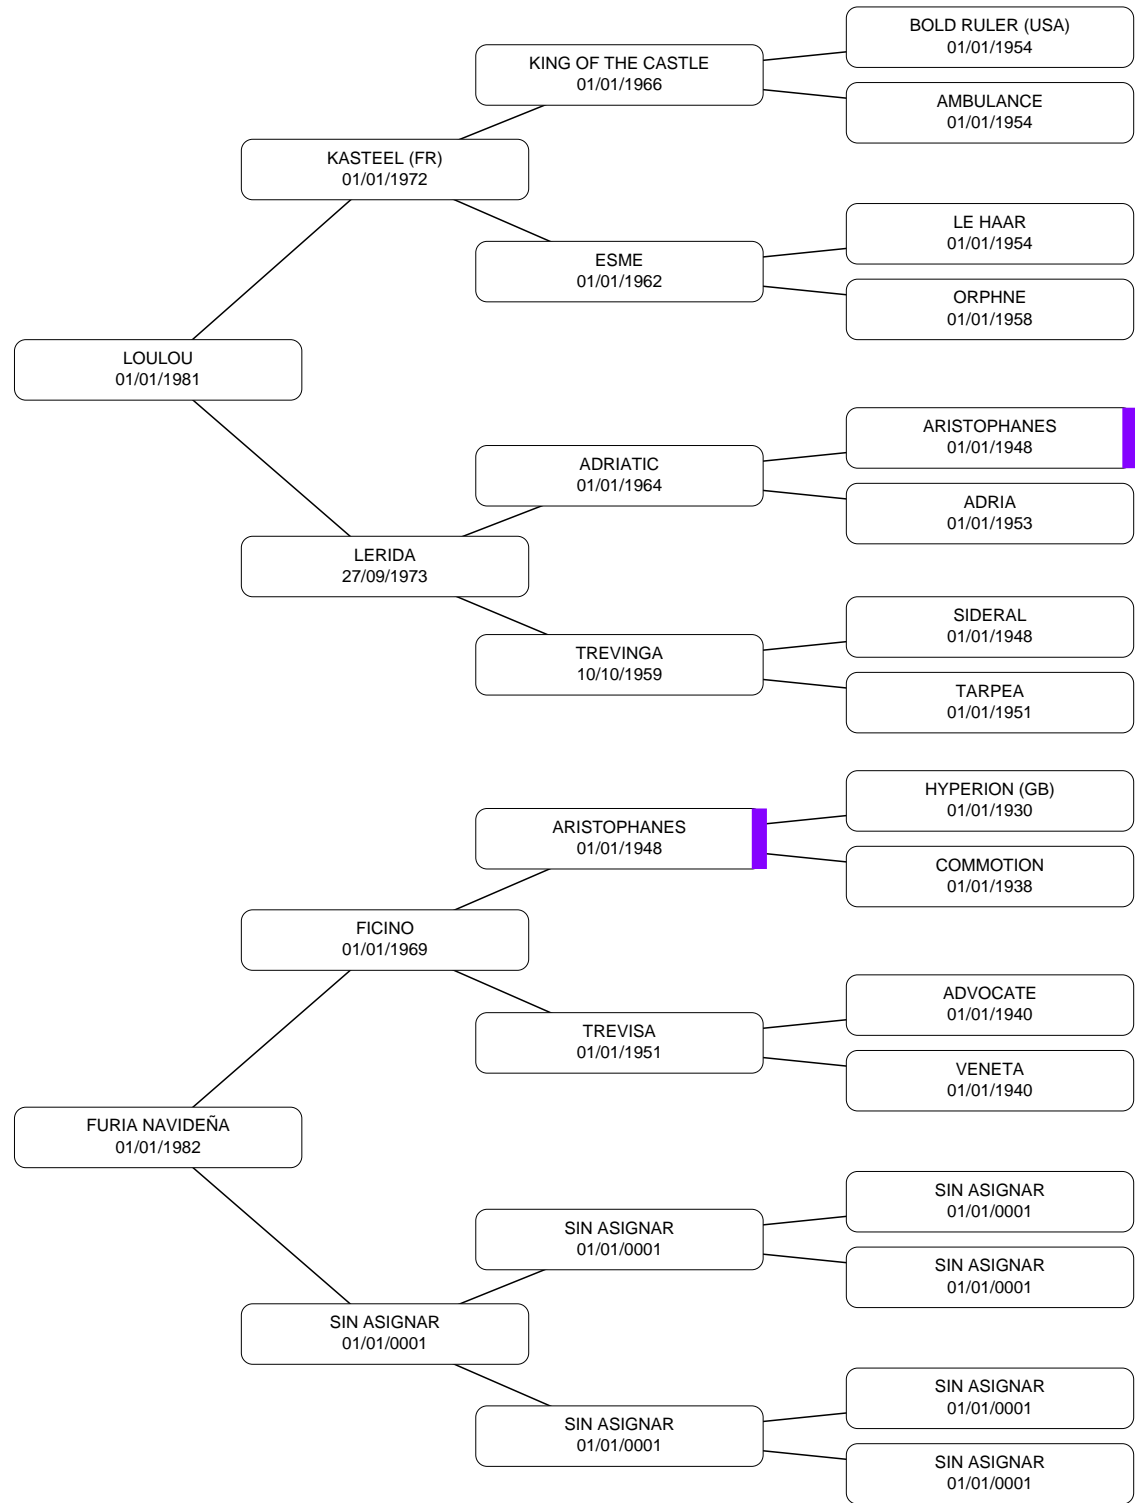 BOLD RULER (USA)
01/01/1954
KING OF THE CASTLE
01/01/1966
AMBULANCE
01/01/1954
KASTEEL (FR)
01/01/1972
LE HAAR
01/01/1954
ESME
01/01/1962
ORPHNE
01/01/1958
LOULOU
01/01/1981
ARISTOPHANES
01/01/1948
ADRIATIC
01/01/1964
ADRIA
01/01/1953
LERIDA
27/09/1973
SIDERAL
01/01/1948
TREVINGA
10/10/1959
TARPEA
01/01/1951
HYPERION (GB)
01/01/1930
ARISTOPHANES
01/01/1948
COMMOTION
01/01/1938
FICINO
01/01/1969
ADVOCATE
01/01/1940
TREVISA
01/01/1951
VENETA
01/01/1940
FURIA NAVIDEÑA
01/01/1982
SIN ASIGNAR
01/01/0001
SIN ASIGNAR
01/01/0001
SIN ASIGNAR
01/01/0001
SIN ASIGNAR
01/01/0001
SIN ASIGNAR
01/01/0001
SIN ASIGNAR
01/01/0001
SIN ASIGNAR
01/01/0001